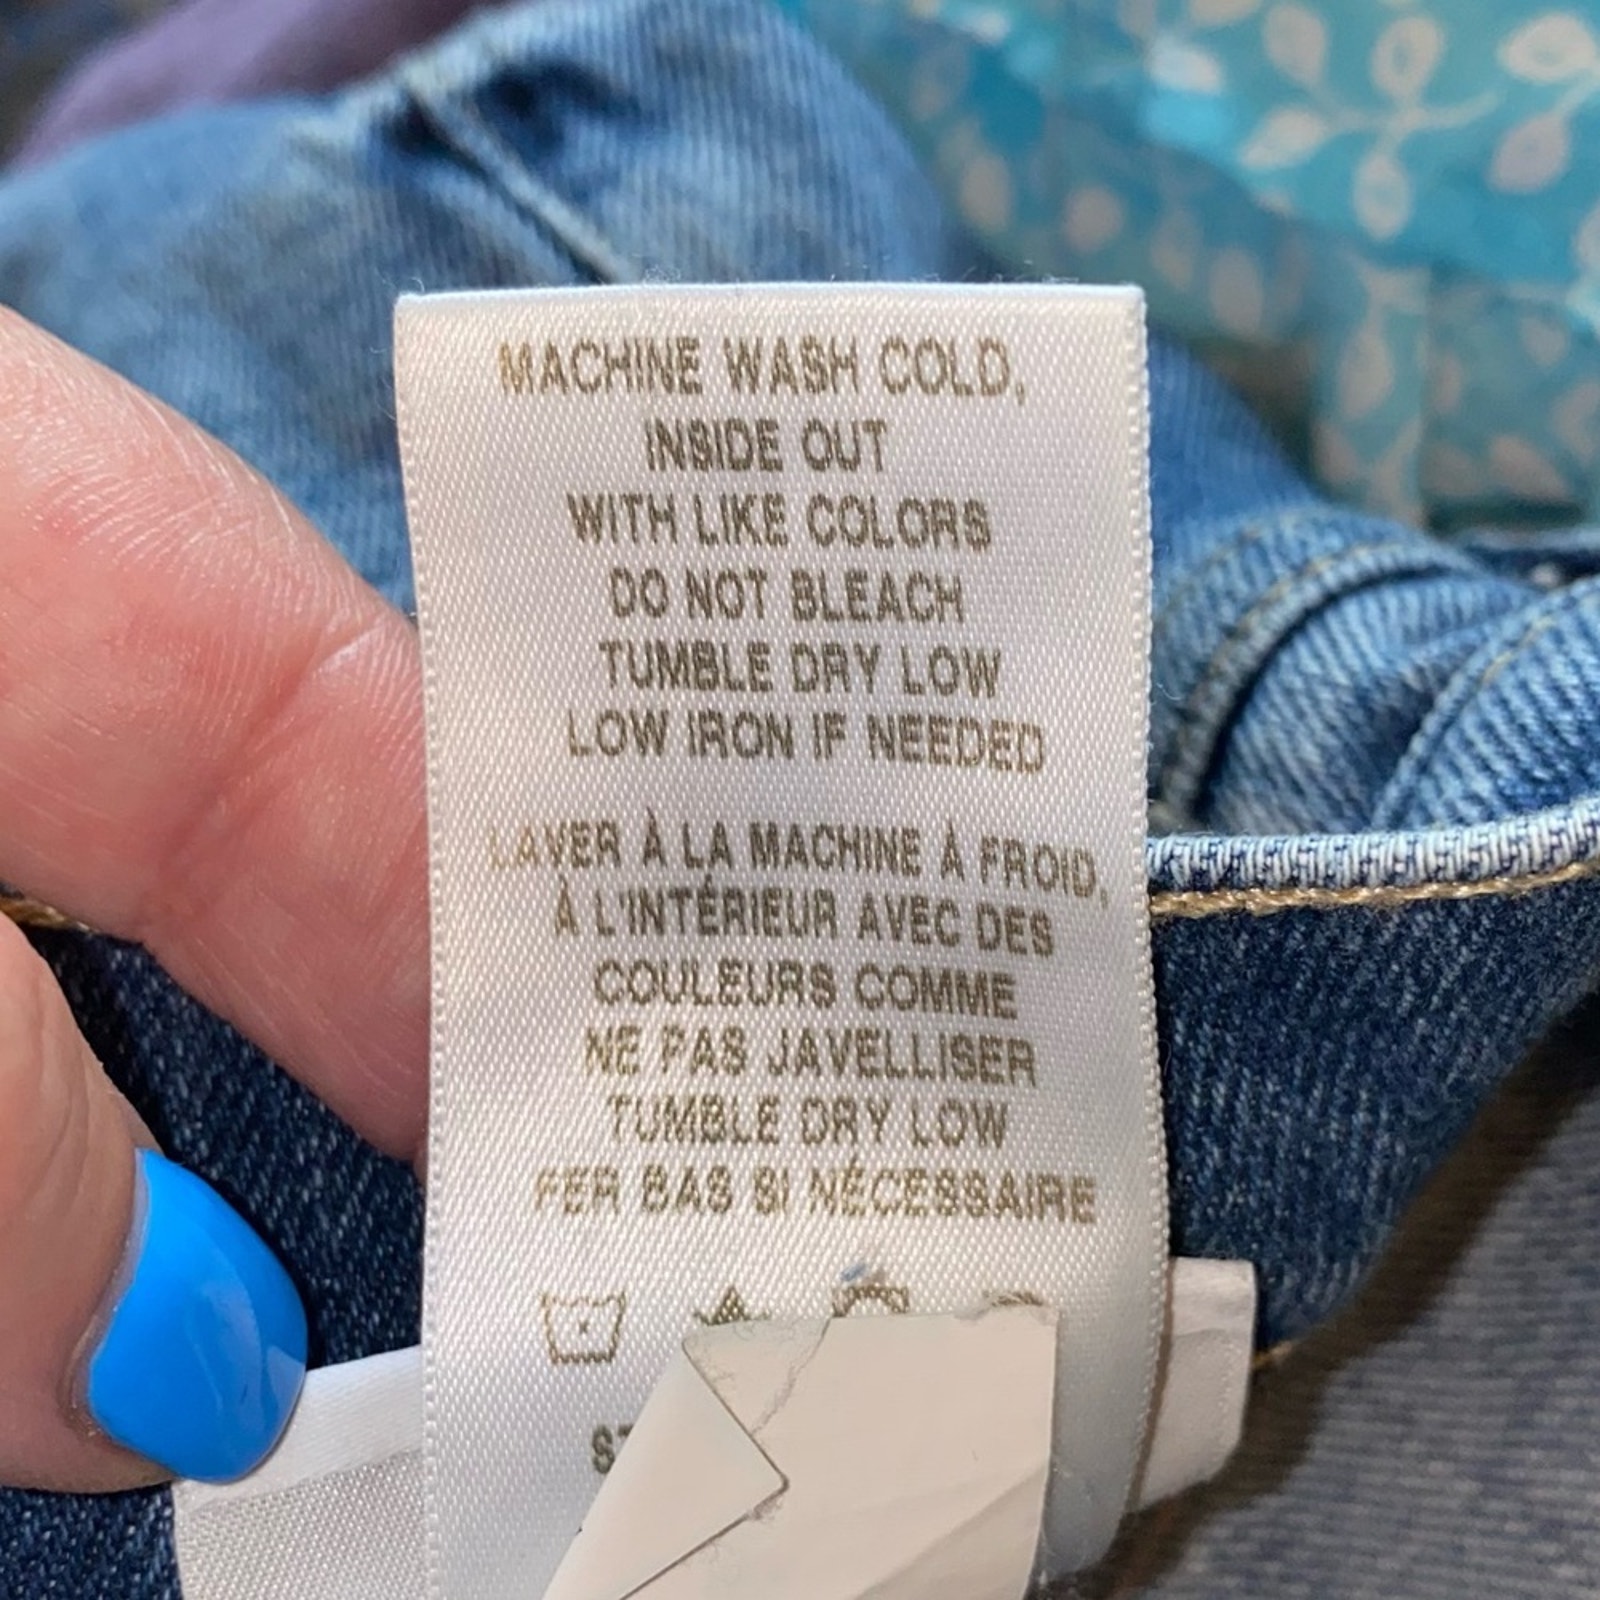 MACHINE WASH COLD,
INSIDE OUT
WITH LIKE COLORS
DO NOT BLEACH
TUMBLE DRY LOW
LOW IRON IF NEEDED
LAVER À LA MACHINE À FROID,
À L'INTÉRIEUR AVEC DES
COULEURS COMME
NE PAS JAVELLISER
TUMBLE DRY LOW
FER BAS SI NÉCESSAIRE